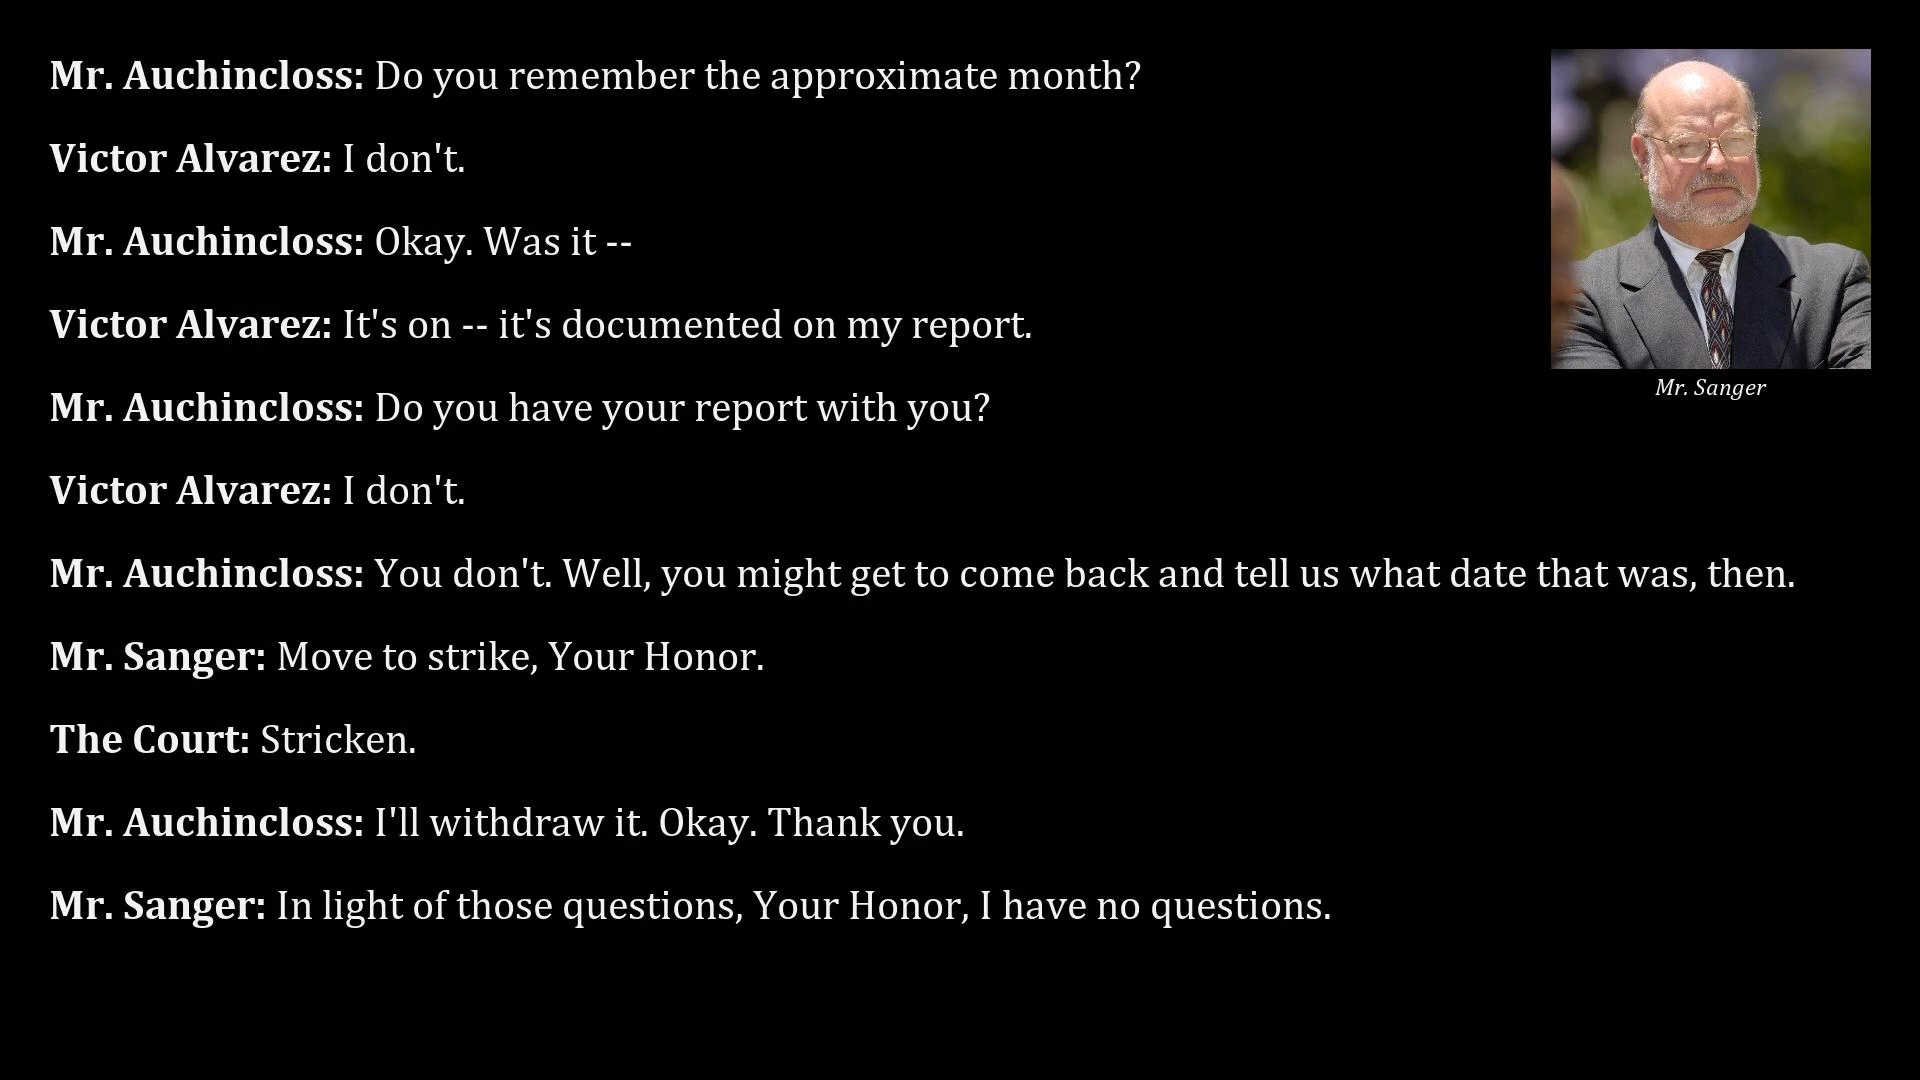 Mr. Auchincloss: Do you remember the approximate month?
Victor Alvarez: I don't.
Mr. Auchincloss: Okay. Was it --
Victor Alvarez: It's on -- it's documented on my report.
Mr. Sanger
Mr. Auchincloss: Do you have your report with you?
Victor Alvarez: I don't.
Mr. Auchincloss: You don't. Well, you might get to come back and tell us what date that was, then.
Mr. Sanger: Move to strike, Your Honor.
The Court: Stricken.
Mr. Auchincloss: I'll withdraw it. Okay. Thank you.
Mr. Sanger: In light of those questions, Your Honor, I have no questions.